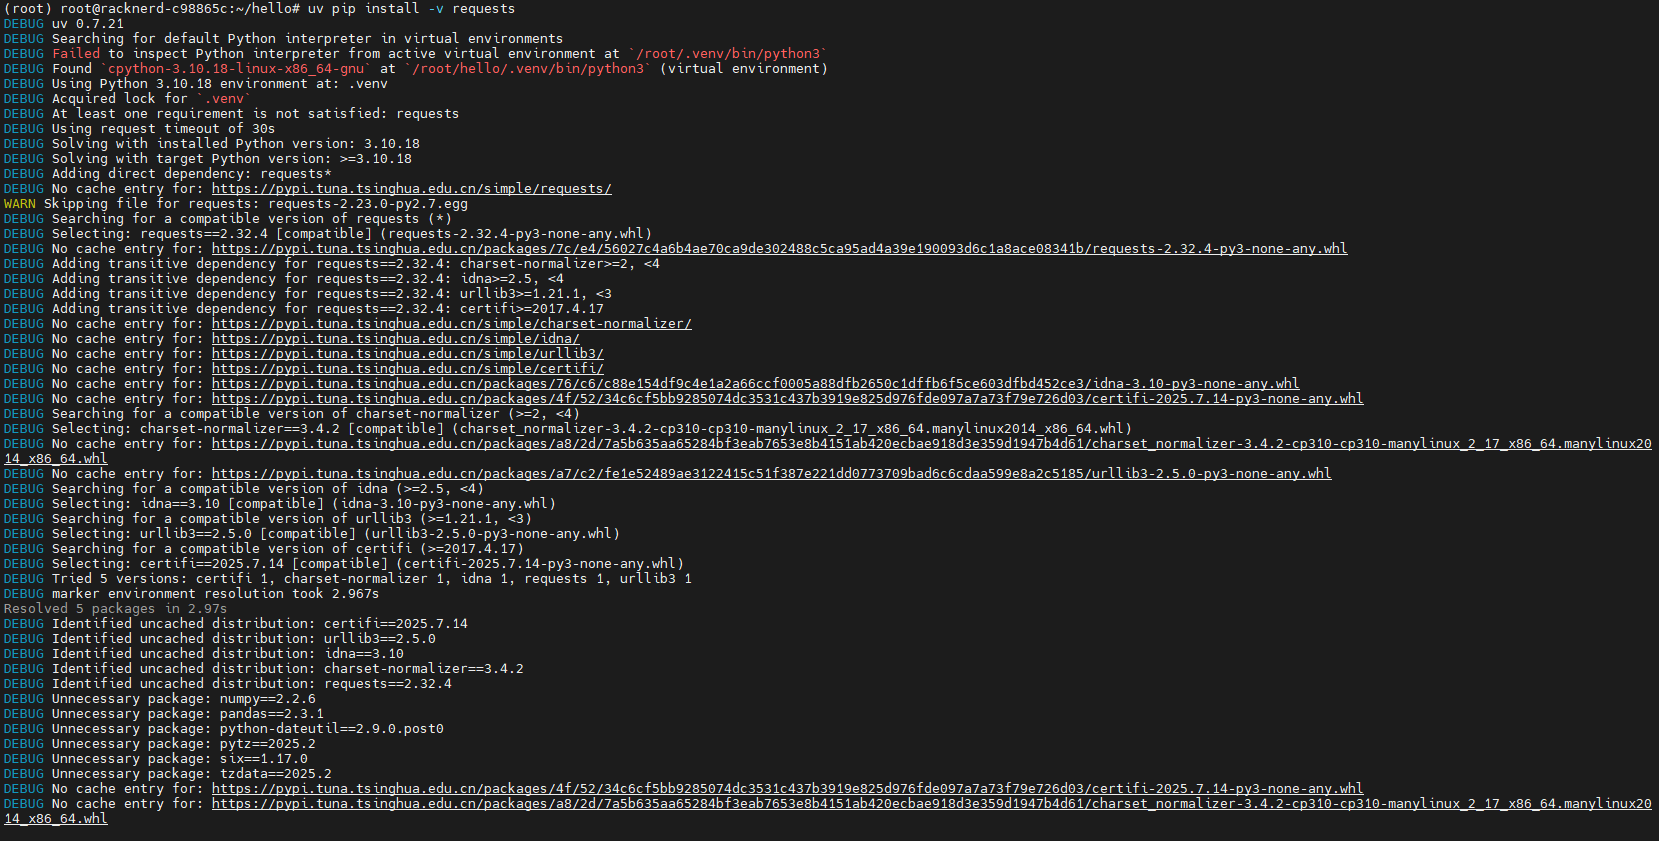 (root) root@racknerd-c98865c:~/hello# uv pip install -v requests
DEBUG uv 0.7.21
DEBUG Searching for default Python interpreter in virtual environments
DEBUG Failed to inspect Python interpreter from active virtual environment at `/root/.venv/bin/python3`
DEBUG Found `cpython-3.10.18-linux-x86_64-gnu` at `/root/hello/.venv/bin/python3` (virtual environment)
DEBUG Using Python 3.10.18 environment at: .venv
DEBUG Acquired lock for `.venv`
DEBUG At least one requirement is not satisfied: requests
DEBUG Using request timeout of 30s
DEBUG Solving with installed Python version: 3.10.18
DEBUG Solving with target Python version: >=3.10.18
DEBUG Adding direct dependency: requests*
DEBUG No cache entry for: https://pypi.tuna.tsinghua.edu.cn/simple/requests/
WARN Skipping file for requests: requests-2.23.0-py2.7.egg
DEBUG Searching for a compatible version of requests (*)
DEBUG Selecting: requests==2.32.4 [compatible] (requests-2.32.4-py3-none-any.whl)
DEBUG No cache entry for: https://pypi.tuna.tsinghua.edu.cn/packages/7c/e4/56027c4a6b4ae70ca9de302488c5ca95ad4a39e190093d6c1a8ace08341b/requests-2.32.4-py3-none-any.whl
DEBUG Adding transitive dependency for requests==2.32.4: charset-normalizer>=2, <4
DEBUG Adding transitive dependency for requests==2.32.4: idna>=2.5, <4
DEBUG Adding transitive dependency for requests==2.32.4: urllib3>=1.21.1, <3
DEBUG Adding transitive dependency for requests==2.32.4: certifi>=2017.4.17
DEBUG No cache entry for: https://pypi.tuna.tsinghua.edu.cn/simple/charset-normalizer/
DEBUG No cache entry for: https://pypi.tuna.tsinghua.edu.cn/simple/idna/
DEBUG No cache entry for: https://pypi.tuna.tsinghua.edu.cn/simple/urllib3/
DEBUG No cache entry for: https://pypi.tuna.tsinghua.edu.cn/simple/certifi/
DEBUG No cache entry for: https://pypi.tuna.tsinghua.edu.cn/packages/76/c6/c88e154df9c4e1a2a66ccf0005a88dfb2650c1dffb6f5ce603dfbd452ce3/idna-3.10-py3-none-any.whl
DEBUG No cache entry for: https://pypi.tuna.tsinghua.edu.cn/packages/4f/52/34c6cf5bb9285074dc3531c437b3919e825d976fde097a7a73f79e726d03/certifi-2025.7.14-py3-none-any.whl
DEBUG Searching for a compatible version of charset-normalizer (>=2, <4)
DEBUG Selecting: charset-normalizer==3.4.2 [compatible] (charset_normalizer-3.4.2-cp310-cp310-manylinux_2_17_x86_64.manylinux2014_x86_64.whl)
DEBUG No cache entry for: https://pypi.tuna.tsinghua.edu.cn/packages/a8/2d/7a5b635aa65284bf3eab7653e8b4151ab420ecbae918d3e359d1947b4d61/charset_normalizer-3.4.2-cp310-cp310-manylinux_2_17_x86_64.manylinux20
14_x86_64.whl
DEBUG No cache entry for: https://pypi.tuna.tsinghua.edu.cn/packages/a7/c2/fe1e52489ae3122415c51f387e221dd0773709bad6c6cdaa599e8a2c5185/urllib3-2.5.0-py3-none-any.whl
DEBUG Searching for a compatible version of idna (>=2.5, <4)
DEBUG Selecting: idna==3.10 [compatible] (idna-3.10-py3-none-any.whl)
DEBUG Searching for a compatible version of urllib3 (>=1.21.1, <3)
DEBUG Selecting: urllib3==2.5.0 [compatible] (urllib3-2.5.0-py3-none-any.whl)
DEBUG Searching for a compatible version of certifi (>=2017.4.17)
DEBUG Selecting: certifi==2025.7.14 [compatible] (certifi-2025.7.14-py3-none-any.whl)
DEBUG Tried 5 versions: certifi 1, charset-normalizer 1, idna 1, requests 1, urllib3 1
DEBUG marker environment resolution took 2.967s
Resolved 5 packages in 2.97s
DEBUG Identified uncached distribution: certifi==2025.7.14
DEBUG Identified uncached distribution: urllib3==2.5.0
DEBUG Identified uncached distribution: idna==3.10
DEBUG Identified uncached distribution: charset-normalizer==3.4.2
DEBUG Identified uncached distribution: requests==2.32.4
DEBUG Unnecessary package: numpy==2.2.6
DEBUG Unnecessary package: pandas==2.3.1
DEBUG Unnecessary package: python-dateutil==2.9.0.post0
DEBUG Unnecessary package: pytz==2025.2
DEBUG Unnecessary package: six==1.17.0
DEBUG Unnecessary package: tzdata==2025.2
DEBUG No cache entry for: https://pypi.tuna.tsinghua.edu.cn/packages/4f/52/34c6cf5bb9285074dc3531c437b3919e825d976fde097a7a73f79e726d03/certifi-2025.7.14-py3-none-any.whl
DEBUG No cache entry for: https://pypi.tuna.tsinghua.edu.cn/packages/a8/2d/7a5b635aa65284bf3eab7653e8b4151ab420ecbae918d3e359d1947b4d61/charset_normalizer-3.4.2-cp310-cp310-manylinux_2_17_x86_64.manylinux20
14_x86_64.whl